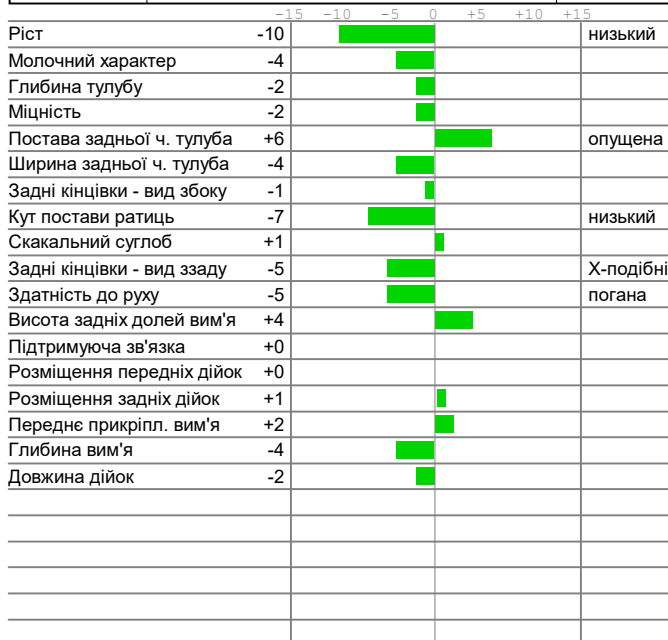 -15 -10 -5 0 +5 +10 +15
Ріст -10 низький
Молочний характер -4
Глибина тулубу -2
Міцність -2
Постава задньої ч. тулуба +6 опущена
Ширина задньої ч. тулуба -4
Задні кінцівки - вид збоку -1
Кут постави ратиць -7 низький
Скакальний суглоб +1
Задні кінцівки - вид ззаду -5 Х-подібні
Здатність до руху -5 погана
Висота задніх долей вим'я +4
Підтримуюча зв'язка +0
Розміщення передніх дійок +0
Розміщення задніх дійок +1
Переднє прикріпл. вим'я +2
Глибина вим'я -4
Довжина дійок -2